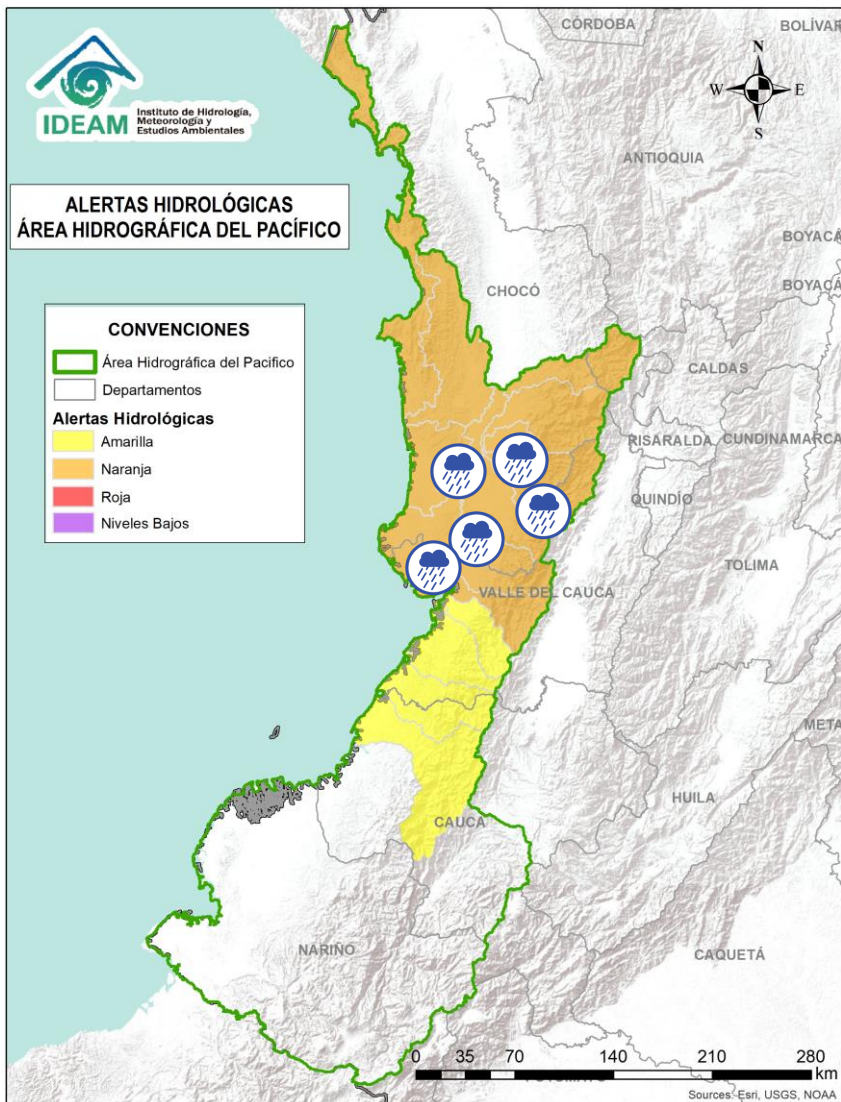 CÓRDOBA
BOLÍVAR
N
W
E
S
IDEAM
Instituto de Hidrología,
Meteorología y
Estudios Ambientales
ANTIOQUIA
ALERTAS HIDROLÓGICAS
ÁREA HIDROGRÁFICA DEL PACÍFICO
BOYACÁ
BOYACÁ
CHOCÓ
CONVENCIONES
Área Hidrográfica del Pacifico
Departamentos
Alertas Hidrológicas
Amarilla
Naranja
Roja
Niveles Bajos
CALDAS
RISARALDA
CUNDINAMARCA
QUINDÍO
TOLIMA
VALLE DEL CAUCA
META
HUILA
CAUCA
NARIÑO
CAQUETÁ
0 35 70 140 210 280
km
Sources: Esri, USGS, NOAA